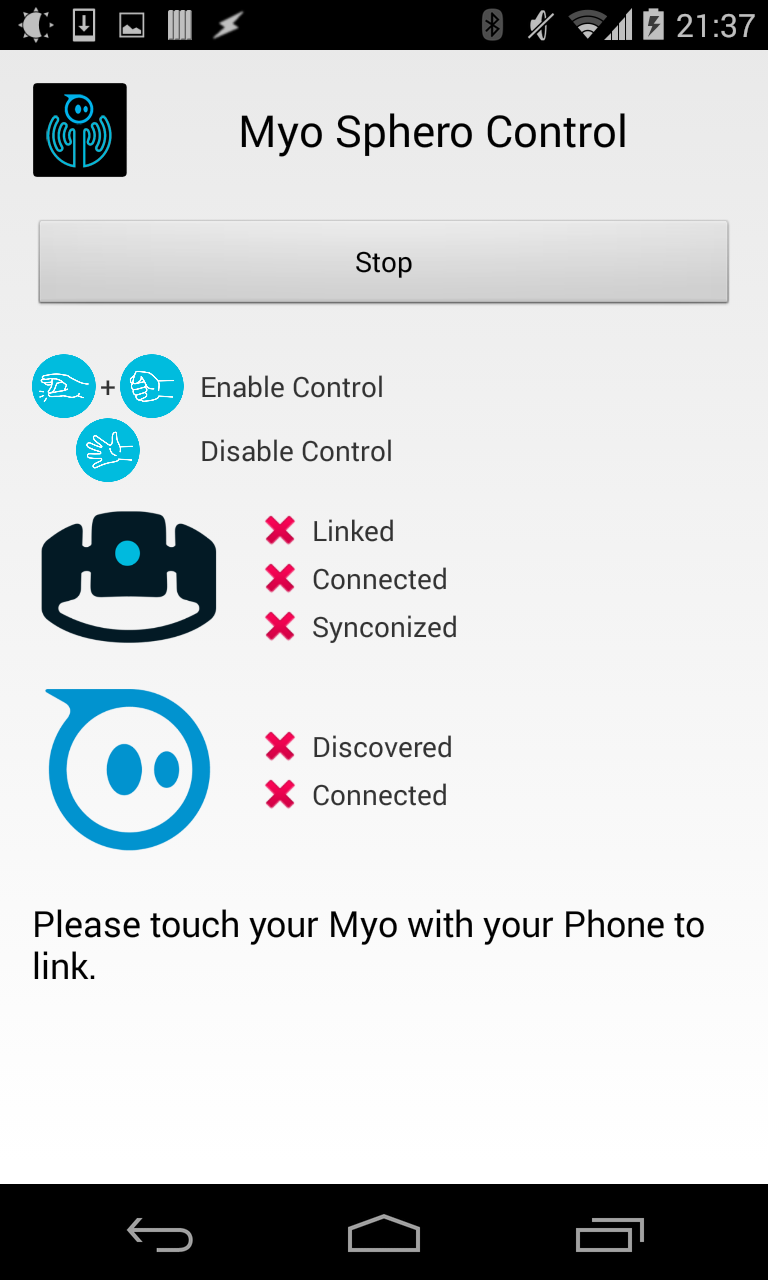 21:37
Myo Sphero Control
Stop
+ Enable Control
Disable Control
Linked
Connected
Synconized
Discovered
Connected
Please touch your Myo with your Phone to
link.